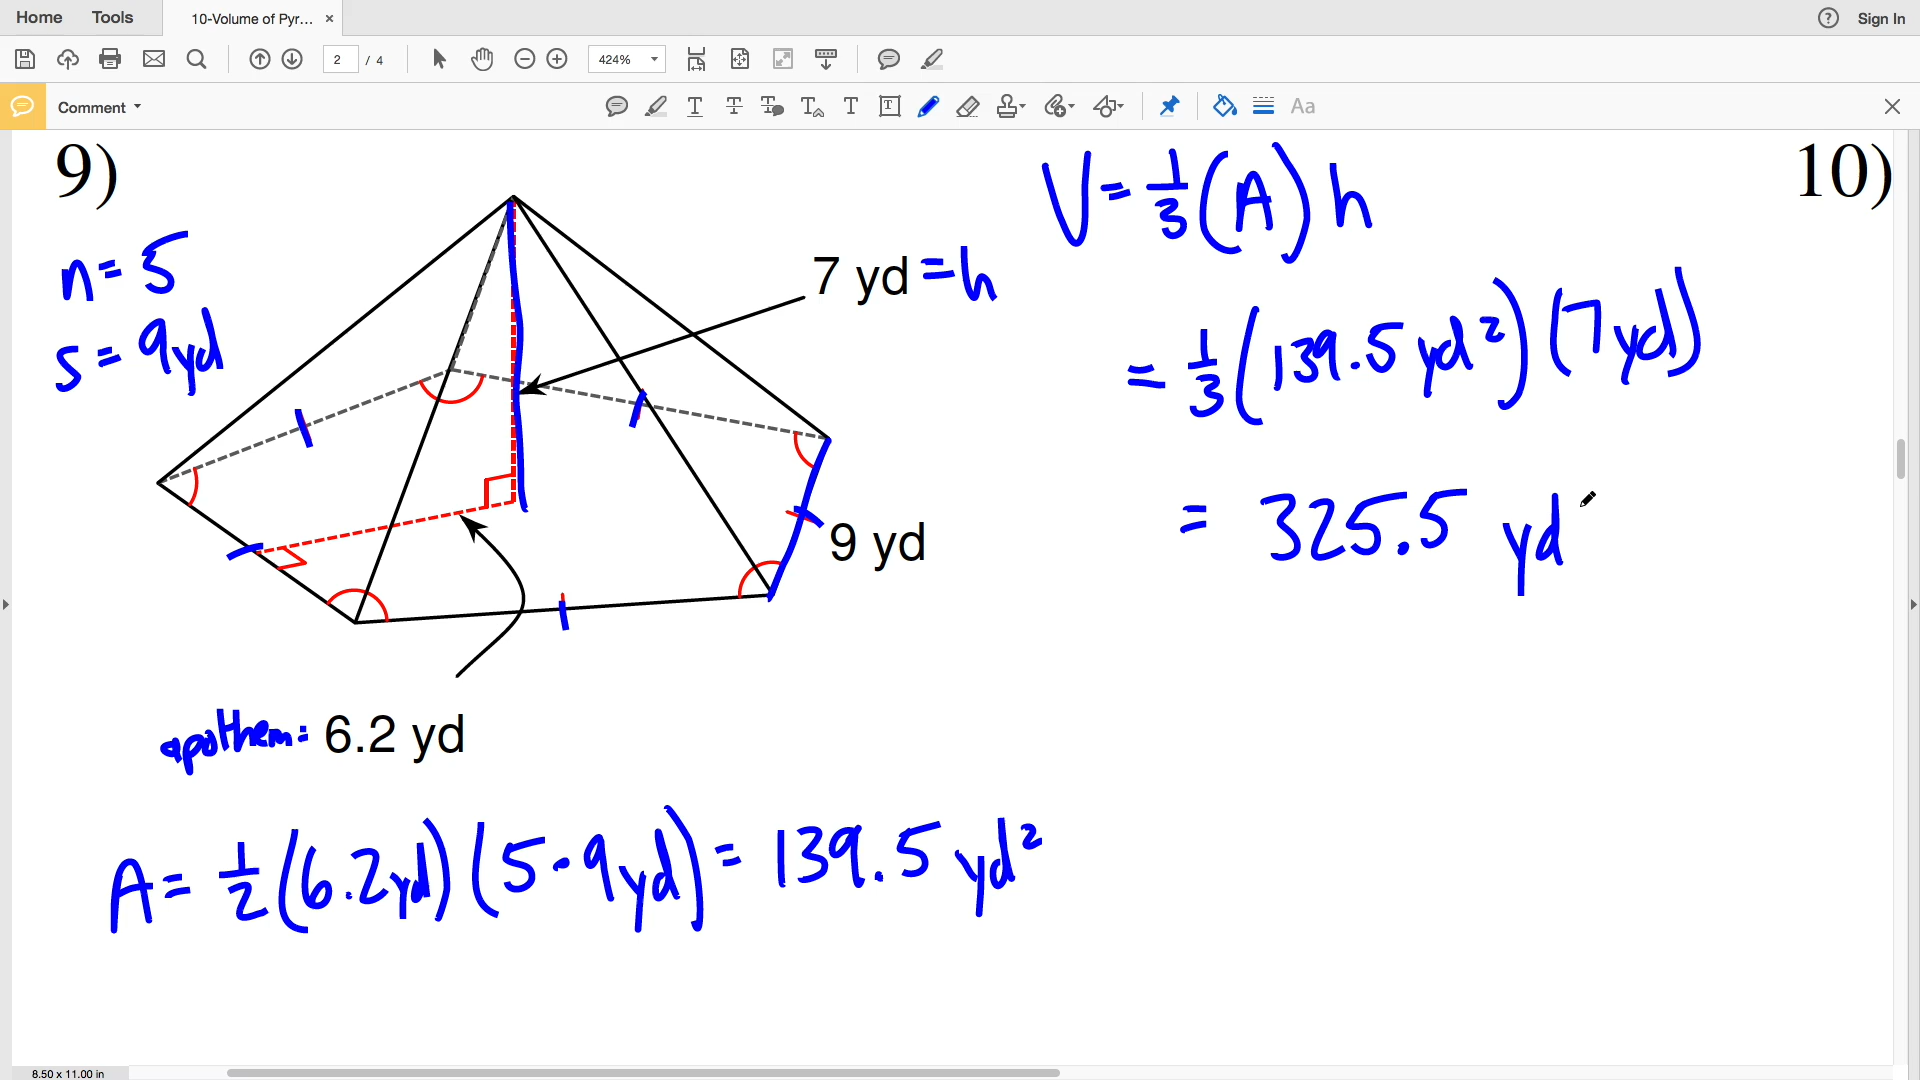 Home Tools 10-Volume of Pyr... × ? Sign In
2 / 4 424%
Comment Aa
9)
10)
n = 5
s = 9yd
7 yd = h
9 yd
apothem: 6.2 yd
A = 1/2 (6.2yd)(5·9yd) = 139.5 yd²
V = 1/3 (A) h
= 1/3 (139.5 yd²)(7yd)
= 325.5 yd
8.50 x 11.00 in